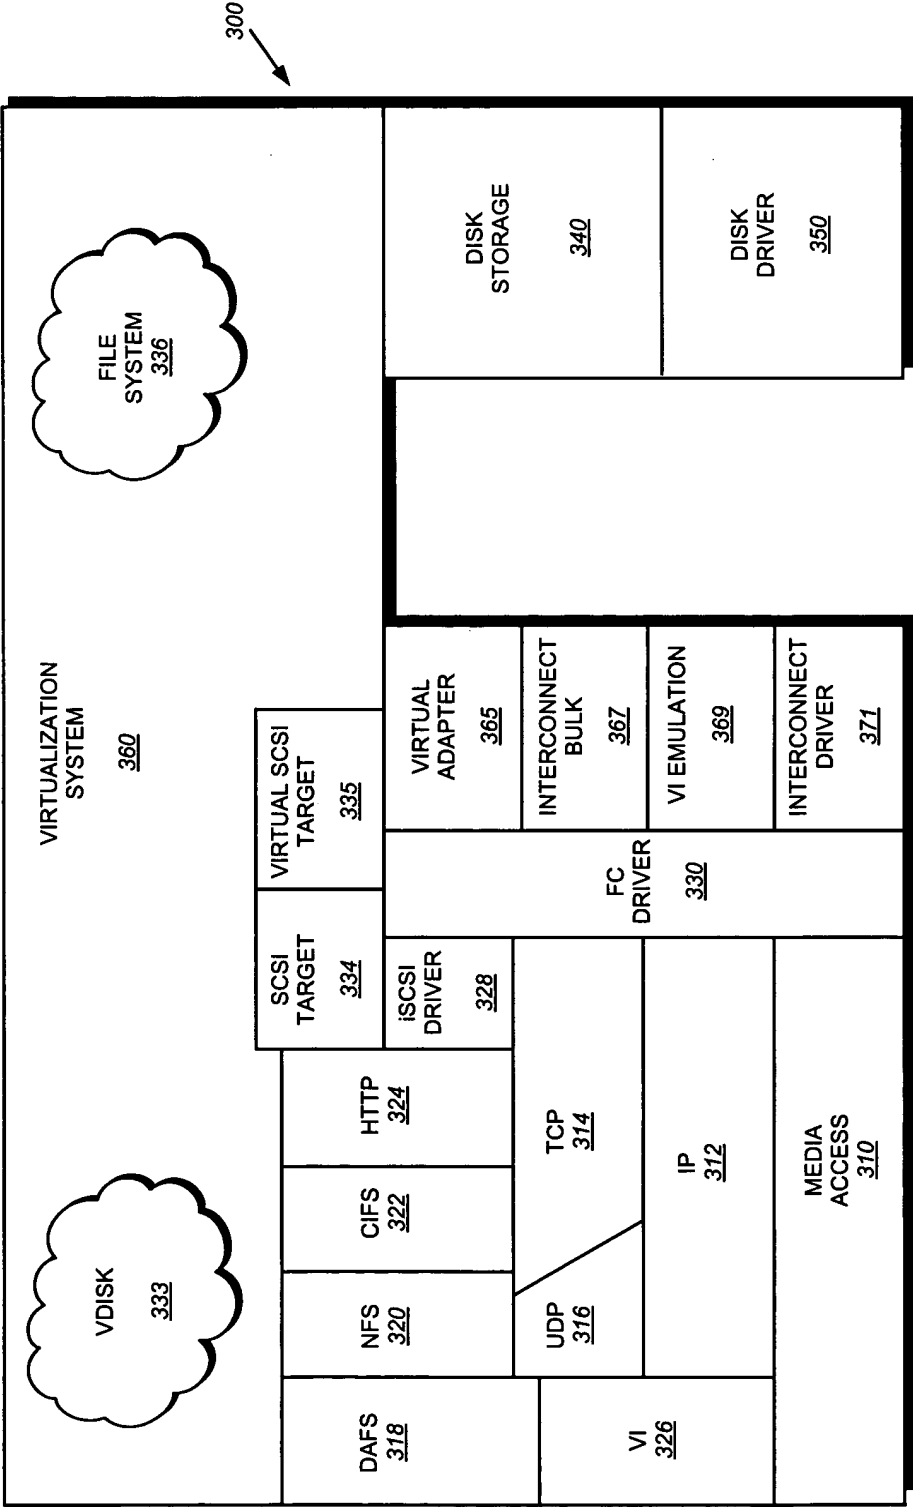 300
VIRTUALIZATION
SYSTEM
360
VDISK
333
FILE
SYSTEM
336
SCSI
TARGET
334
VIRTUAL SCSI
TARGET
335
DAFS
318
NFS
320
CIFS
322
HTTP
324
iSCSI
DRIVER
328
VI
326
UDP
316
TCP
314
IP
312
MEDIA
ACCESS
310
FC
DRIVER
330
VIRTUAL
ADAPTER
365
INTERCONNECT
BULK
367
VI EMULATION
369
INTERCONNECT
DRIVER
371
DISK
STORAGE
340
DISK
DRIVER
350